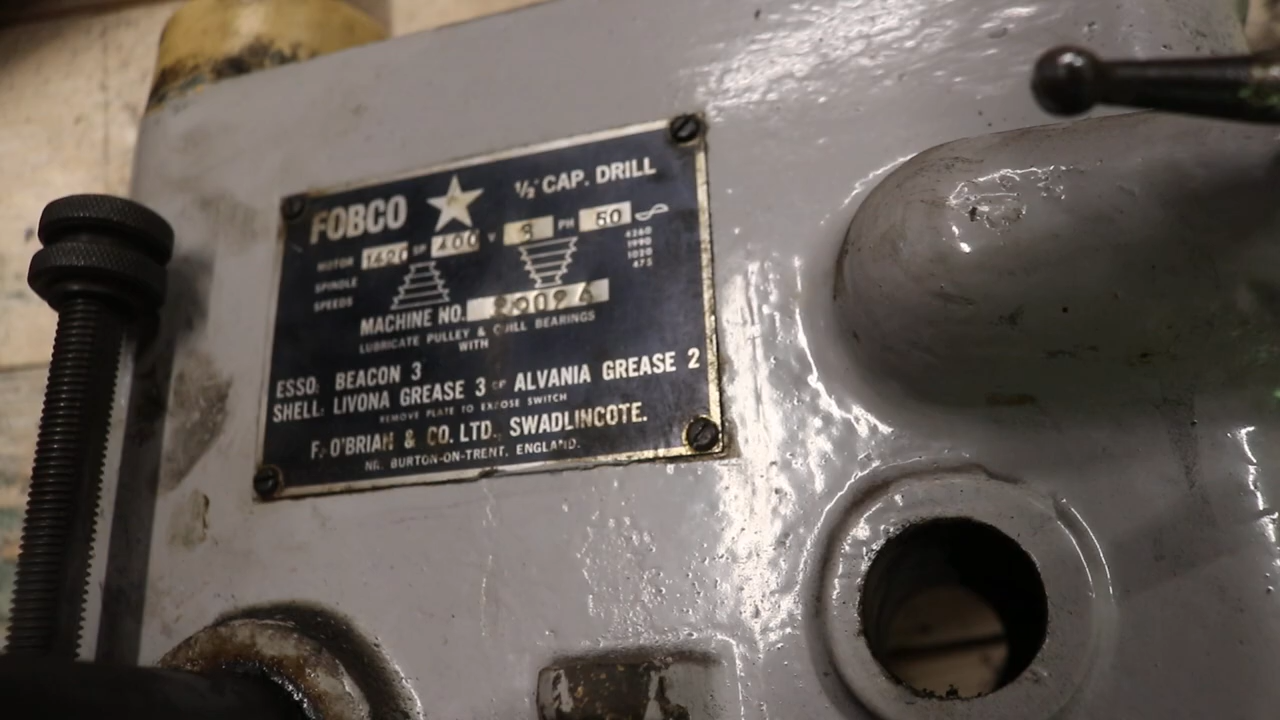 FOBCO ½" CAP. DRILL
MOTOR 1420 SP 400 V 3 PH 50
SPINDLE
SPEEDS
4260
1990
1020
475
MACHINE NO.
LUBRICATE PULLEY & QUILL BEARINGS
WITH
ESSO: BEACON 3
SHELL: LIVONA GREASE 3 OR ALVANIA GREASE 2
REMOVE PLATE TO EXPOSE SWITCH
F. O'BRIAN & CO. LTD. SWADLINCOTE.
NR. BURTON-ON-TRENT, ENGLAND.